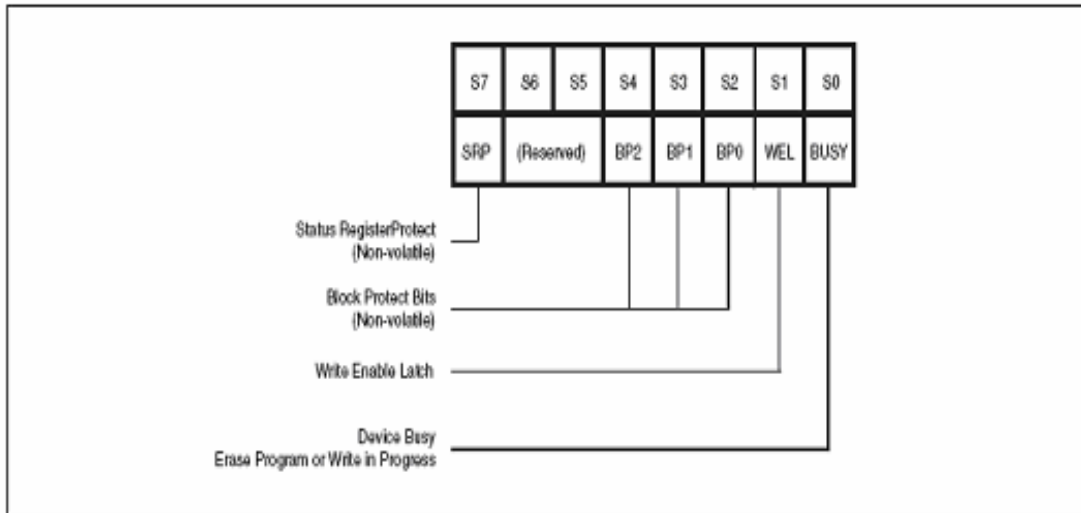 S7 S6 S5 S4 S3 S2 S1 S0
SRP (Reserved) BP2 BP1 BP0 WEL BUSY
Status RegisterProtect
(Non-volatile)
Block Protect Bits
(Non-volatile)
Write Enable Latch
Device Busy
Erase Program or Write in Progress